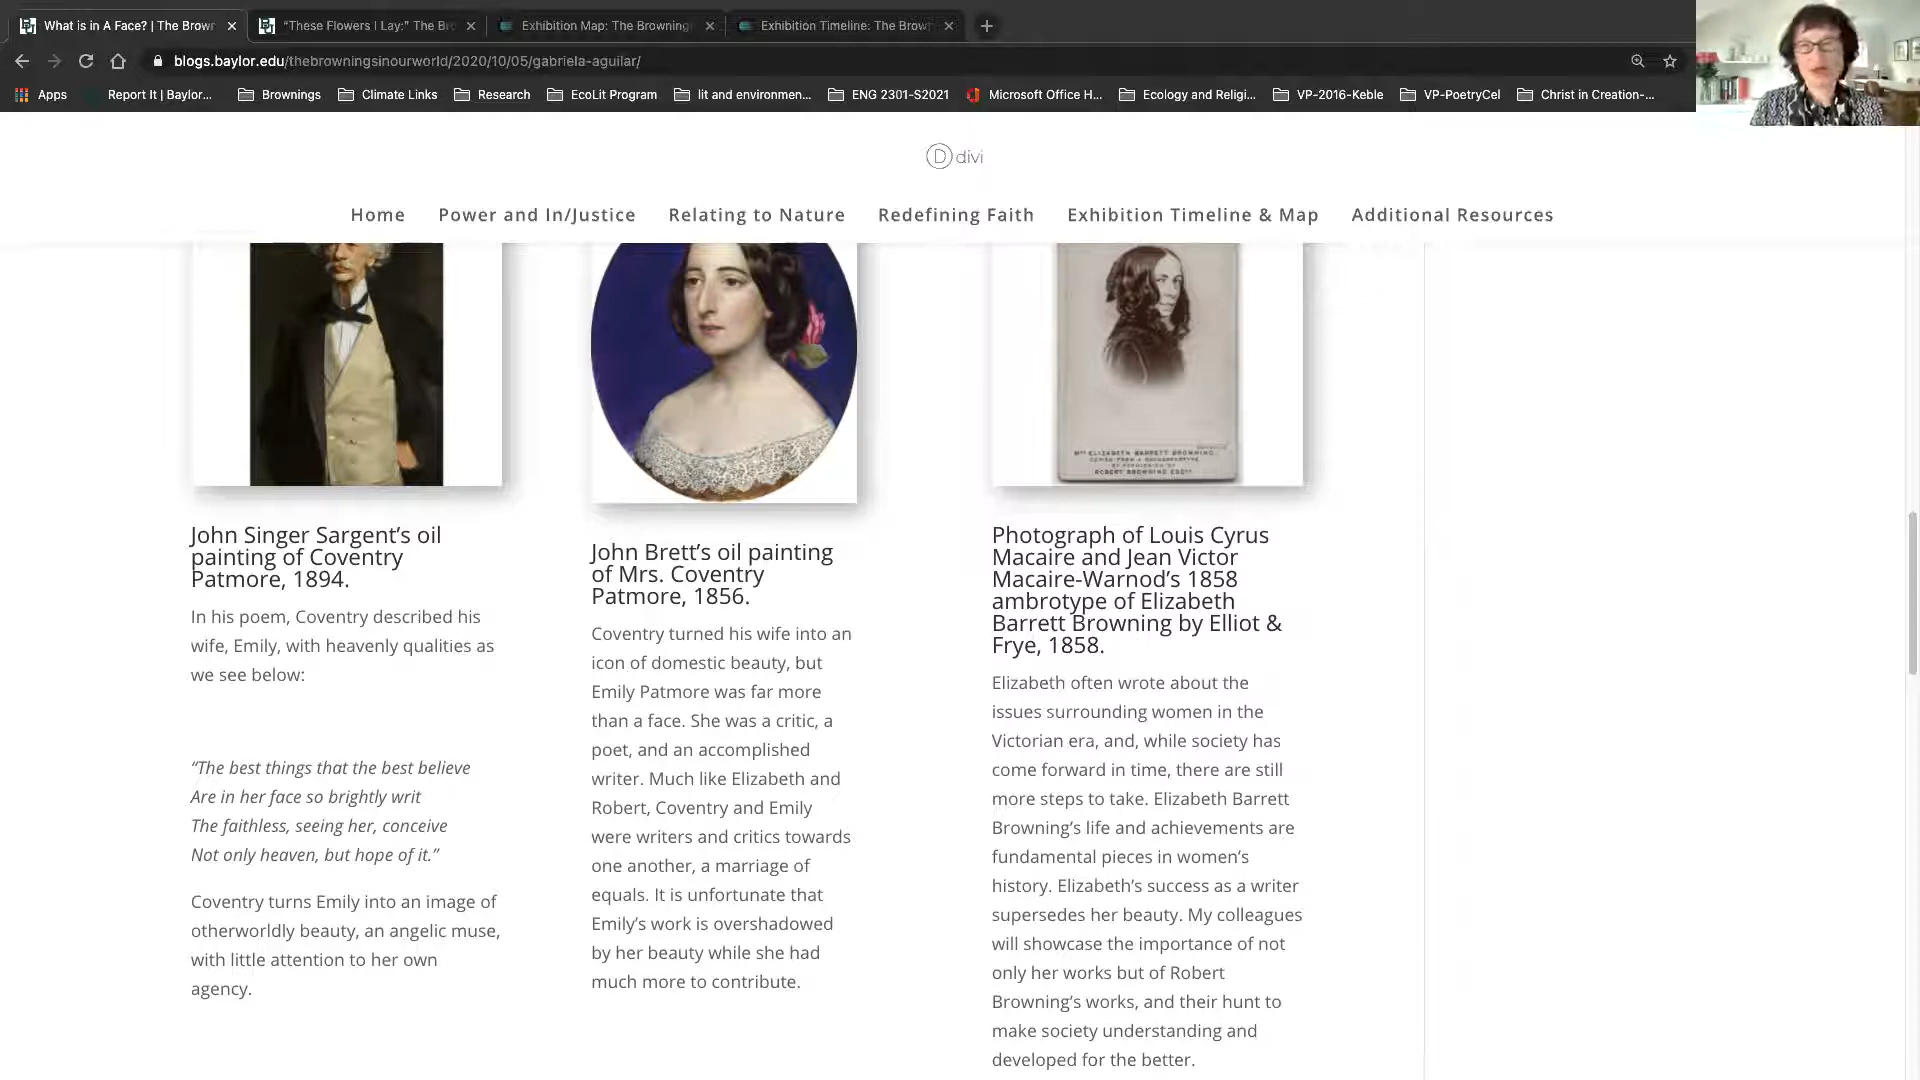 What is in A Face? | The Brown
"These Flowers I Lay:" The Br
Exhibition Map: The Browning
Exhibition Timeline: The Brow
blogs.baylor.edu/thebrowningsinourworld/2020/10/05/gabriela-aguilar/
Apps
Report It | Baylor...
Brownings
Climate Links
Research
EcoLit Program
lit and environmen...
ENG 2301-S2021
Microsoft Office H...
Ecology and Religi...
VP-2016-Keble
VP-PoetryCel
Christ in Creation-...
D divi
Home
Power and In/Justice
Relating to Nature
Redefining Faith
Exhibition Timeline & Map
Additional Resources
John Singer Sargent's oil
painting of Coventry
Patmore, 1894.
In his poem, Coventry described his
wife, Emily, with heavenly qualities as
we see below:
"The best things that the best believe
Are in her face so brightly writ
The faithless, seeing her, conceive
Not only heaven, but hope of it."
Coventry turns Emily into an image of
otherworldly beauty, an angelic muse,
with little attention to her own
agency.
John Brett's oil painting
of Mrs. Coventry
Patmore, 1856.
Coventry turned his wife into an
icon of domestic beauty, but
Emily Patmore was far more
than a face. She was a critic, a
poet, and an accomplished
writer. Much like Elizabeth and
Robert, Coventry and Emily
were writers and critics towards
one another, a marriage of
equals. It is unfortunate that
Emily's work is overshadowed
by her beauty while she had
much more to contribute.
MRS ELIZABETH BARRETT BROWNING.
ROBERT BROWNING ESQRE.
Photograph of Louis Cyrus
Macaire and Jean Victor
Macaire-Warnod's 1858
ambrotype of Elizabeth
Barrett Browning by Elliot &
Frye, 1858.
Elizabeth often wrote about the
issues surrounding women in the
Victorian era, and, while society has
come forward in time, there are still
more steps to take. Elizabeth Barrett
Browning's life and achievements are
fundamental pieces in women's
history. Elizabeth's success as a writer
supersedes her beauty. My colleagues
will showcase the importance of not
only her works but of Robert
Browning's works, and their hunt to
make society understanding and
developed for the better.